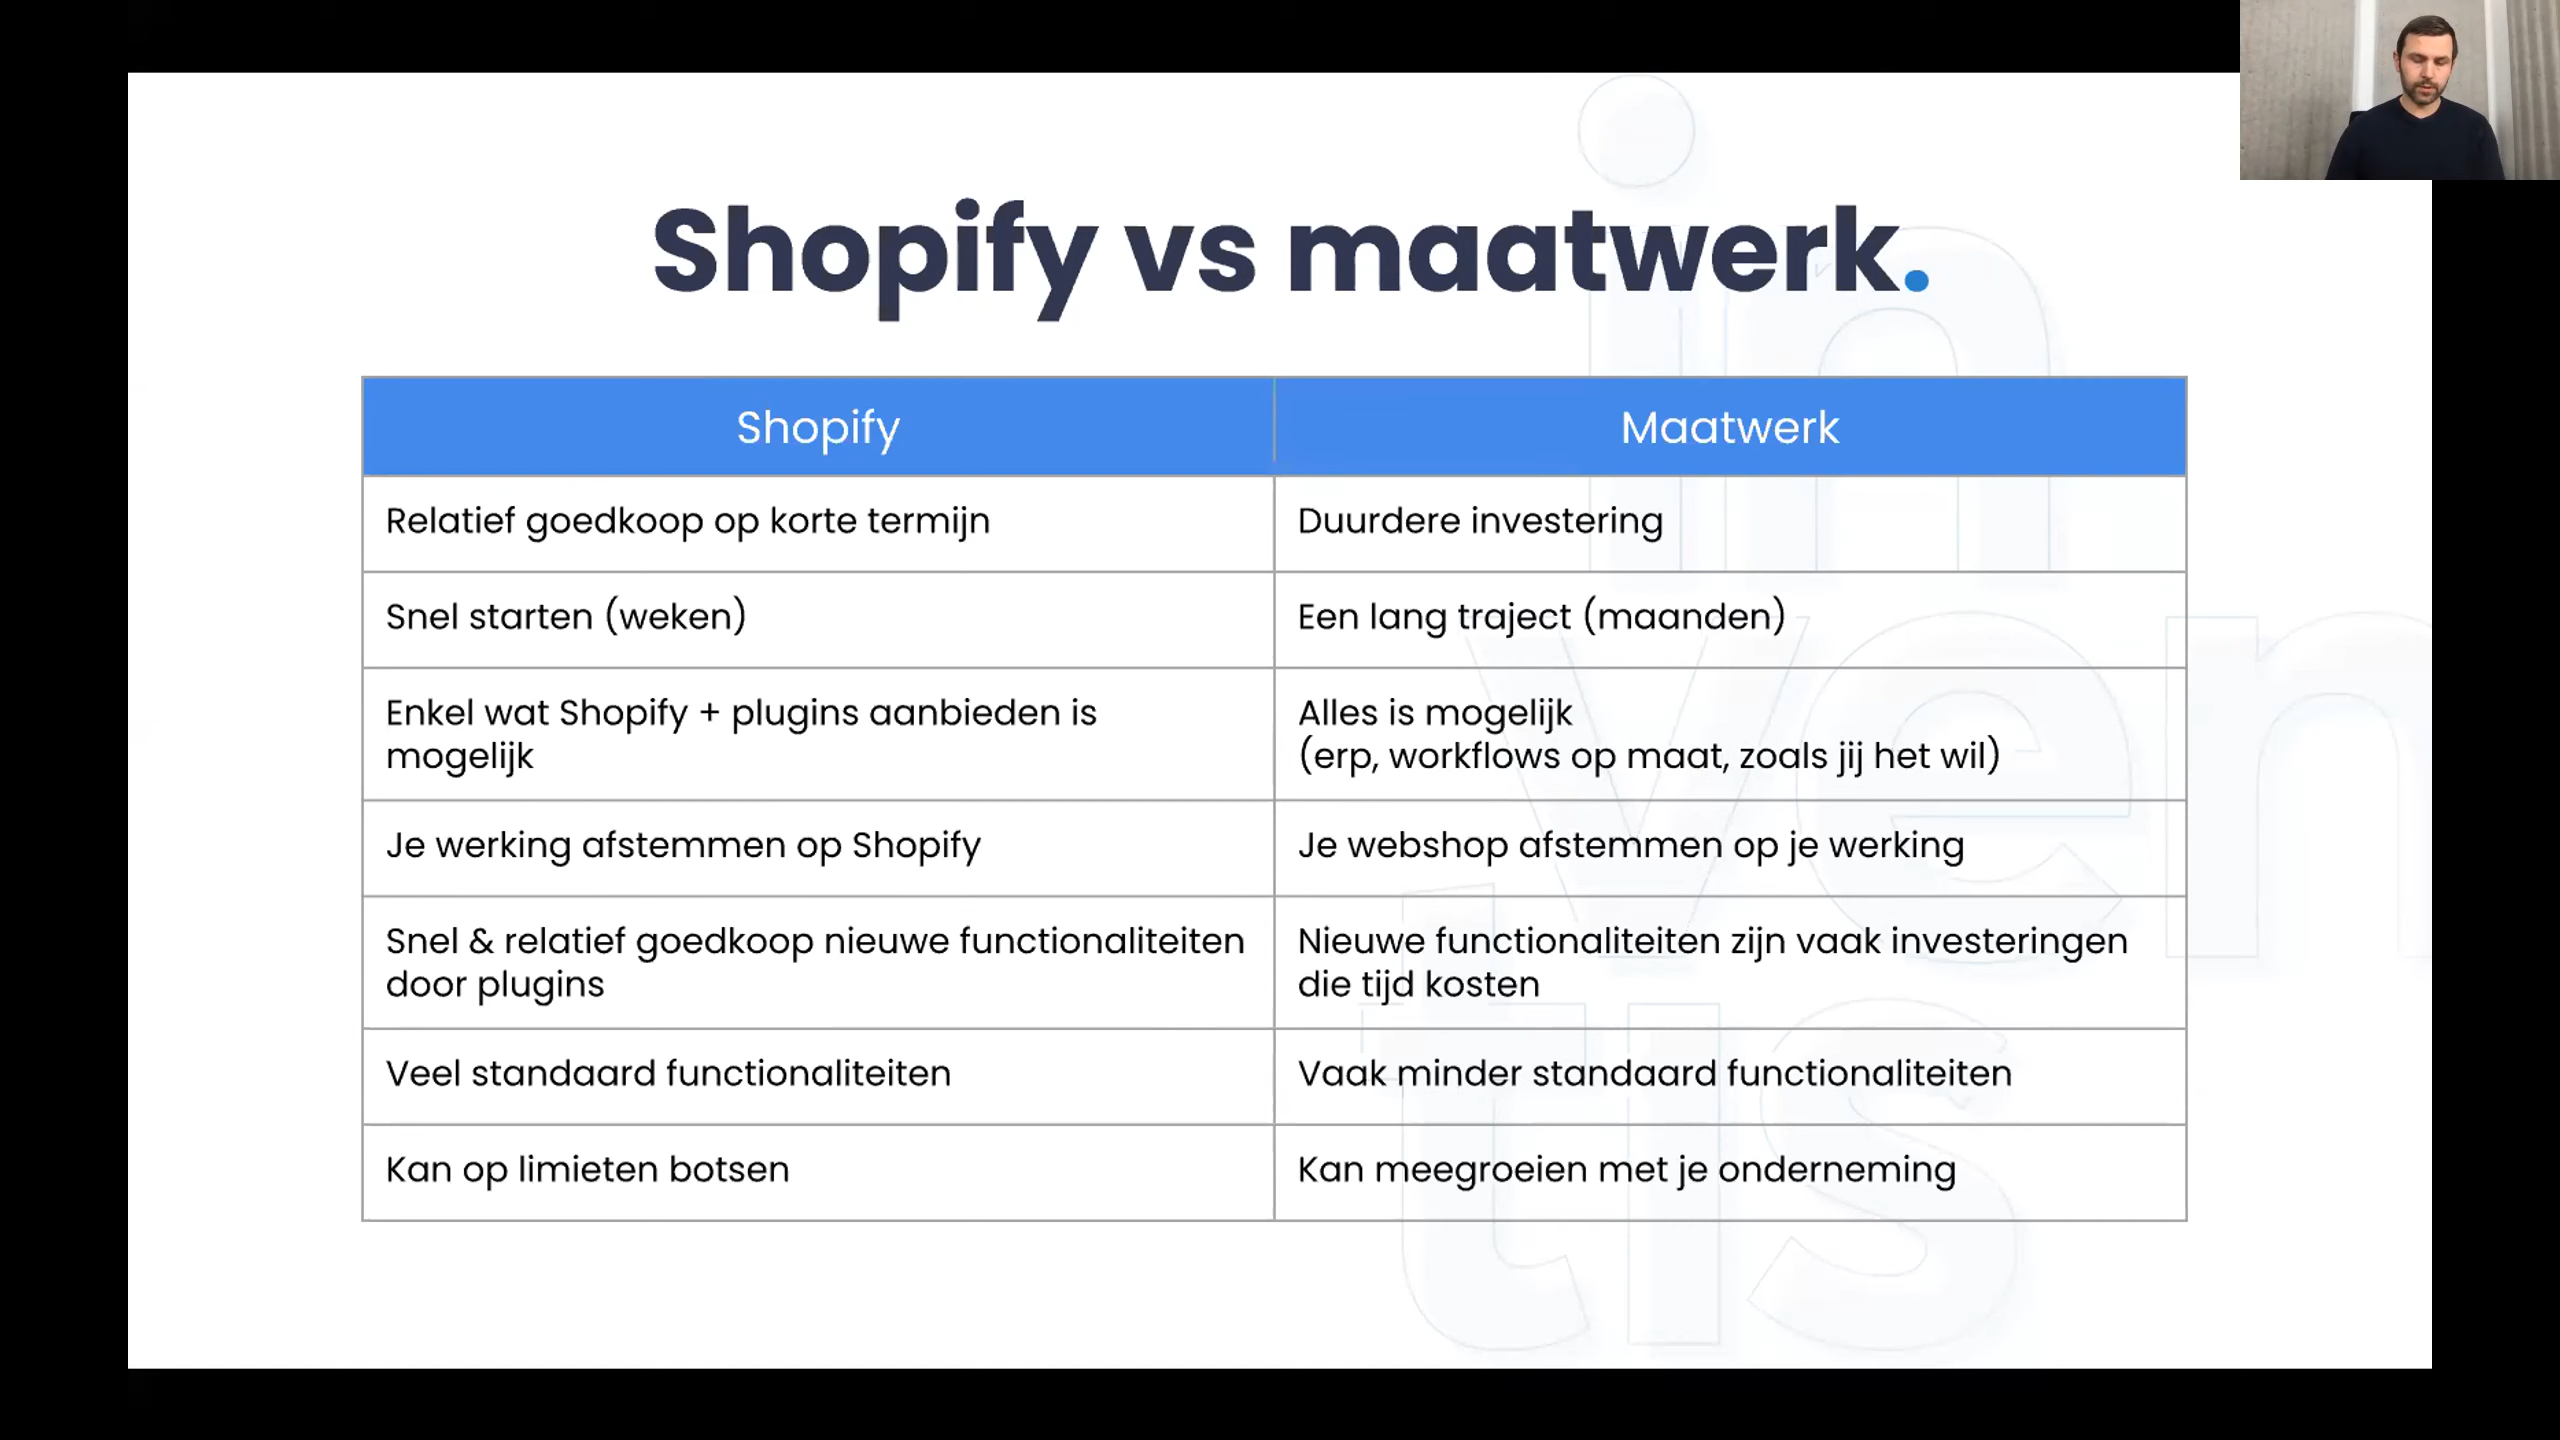 Shopify vs maatwerk.
Shopify
Maatwerk
Relatief goedkoop op korte termijn
Duurdere investering
Snel starten (weken)
Een lang traject (maanden)
Enkel wat Shopify + plugins aanbieden is
mogelijk
Alles is mogelijk
(erp, workflows op maat, zoals jij het wil)
Je werking afstemmen op Shopify
Je webshop afstemmen op je werking
Snel & relatief goedkoop nieuwe functionaliteiten
door plugins
Nieuwe functionaliteiten zijn vaak investeringen
die tijd kosten
Veel standaard functionaliteiten
Vaak minder standaard functionaliteiten
Kan op limieten botsen
Kan meegroeien met je onderneming
in
ven
tis